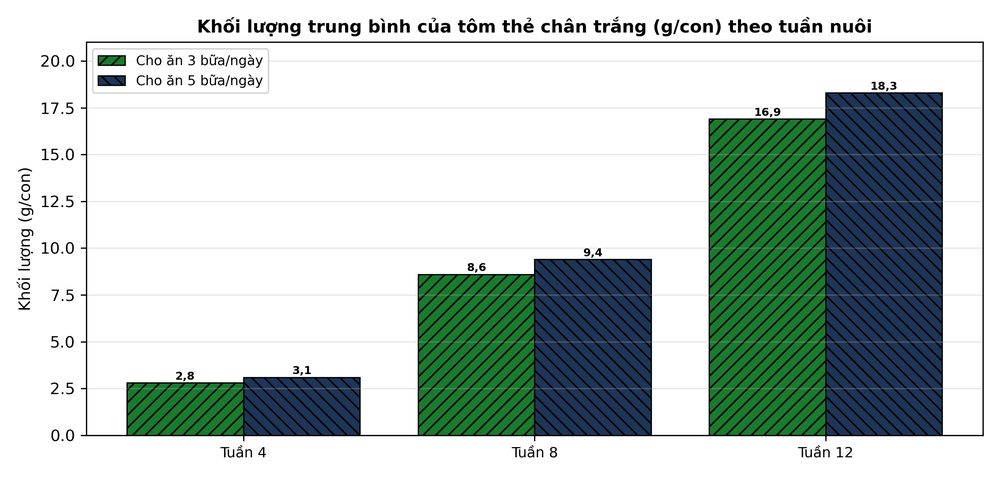 Khối lượng trung bình của tôm thẻ chân trắng (g/con) theo tuần nuôi
Cho ăn 3 bữa/ngày
Cho ăn 5 bữa/ngày
Khối lượng (g/con)
20.0
17.5
15.0
12.5
10.0
7.5
5.0
2.5
0.0
2,8
3,1
8,6
9,4
16,9
18,3
Tuần 4
Tuần 8
Tuần 12